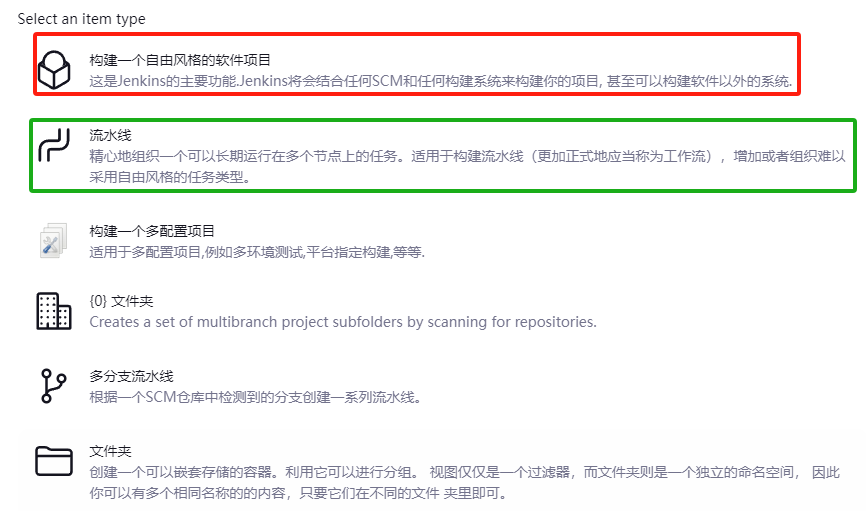 Select an item type
构建一个自由风格的软件项目
这是Jenkins的主要功能.Jenkins将会结合任何SCM和任何构建系统来构建你的项目, 甚至可以构建软件以外的系统.
流水线
精心地组织一个可以长期运行在多个节点上的任务。适用于构建流水线（更加正式地应当称为工作流），增加或者组织难以
采用自由风格的任务类型。
构建一个多配置项目
适用于多配置项目,例如多环境测试,平台指定构建,等等.
{0} 文件夹
Creates a set of multibranch project subfolders by scanning for repositories.
多分支流水线
根据一个SCM仓库中检测到的分支创建一系列流水线。
文件夹
创建一个可以嵌套存储的容器。利用它可以进行分组。 视图仅仅是一个过滤器，而文件夹则是一个独立的命名空间， 因此
你可以有多个相同名称的的内容，只要它们在不同的文件 夹里即可。